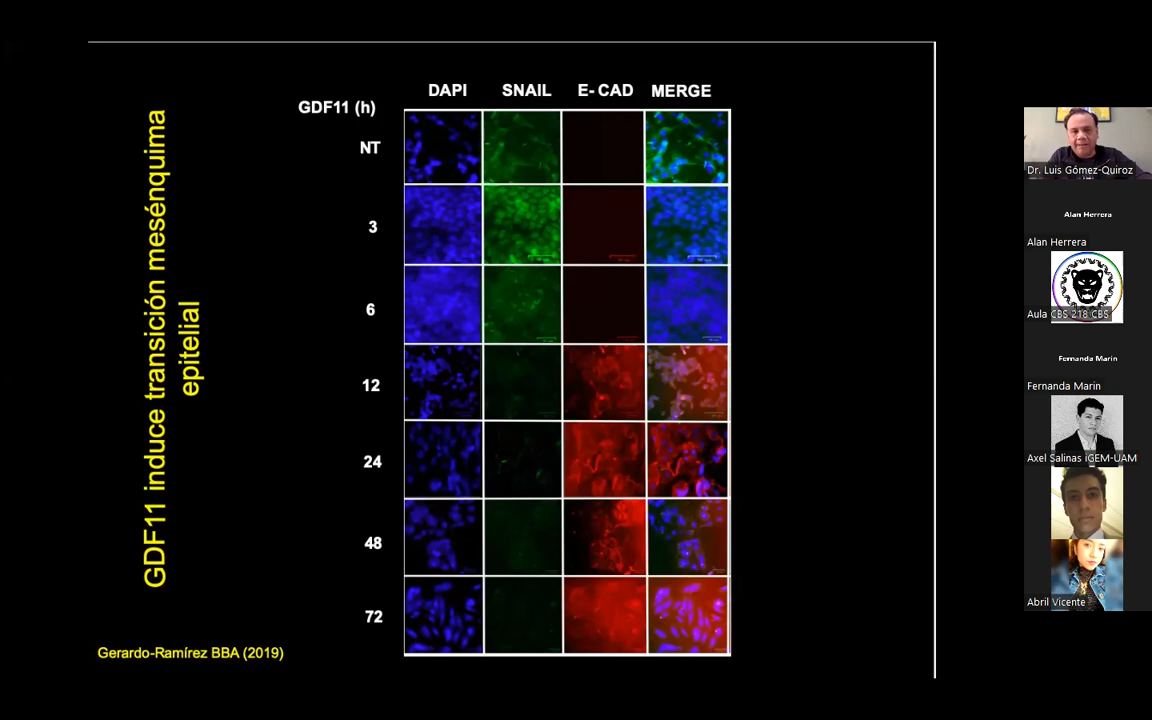 GDF11 induce transición mesénquima
epitelial
DAPI SNAIL E-CAD MERGE
GDF11 (h)
NT
3
6
12
24
48
72
Gerardo-Ramírez BBA (2019)
Dr. Luis Gómez-Quiroz
Alan Herrera
Alan Herrera
Aula CBS 218 CBS
Fernanda Marin
Fernanda Marin
Axel Salinas iGEM-UAM
Abril Vicente